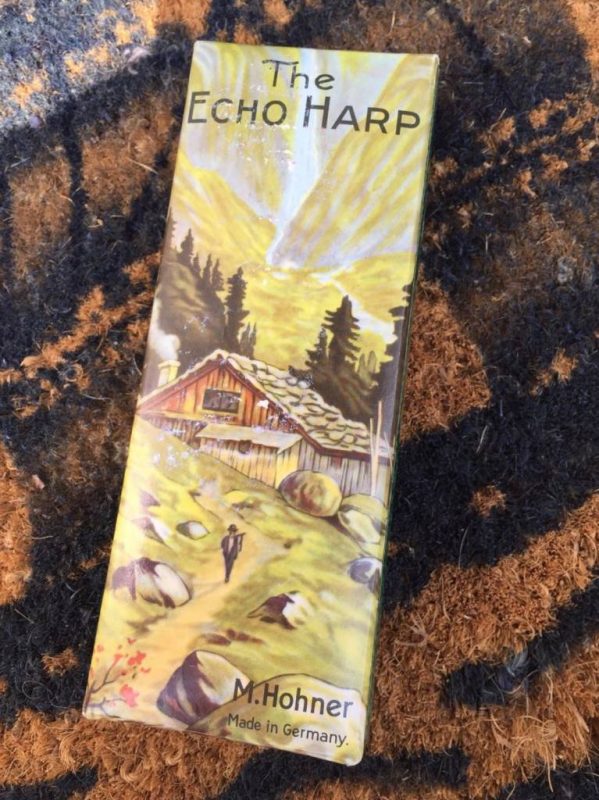 The
ECHO HARP
M.Hohner
Made in Germany.